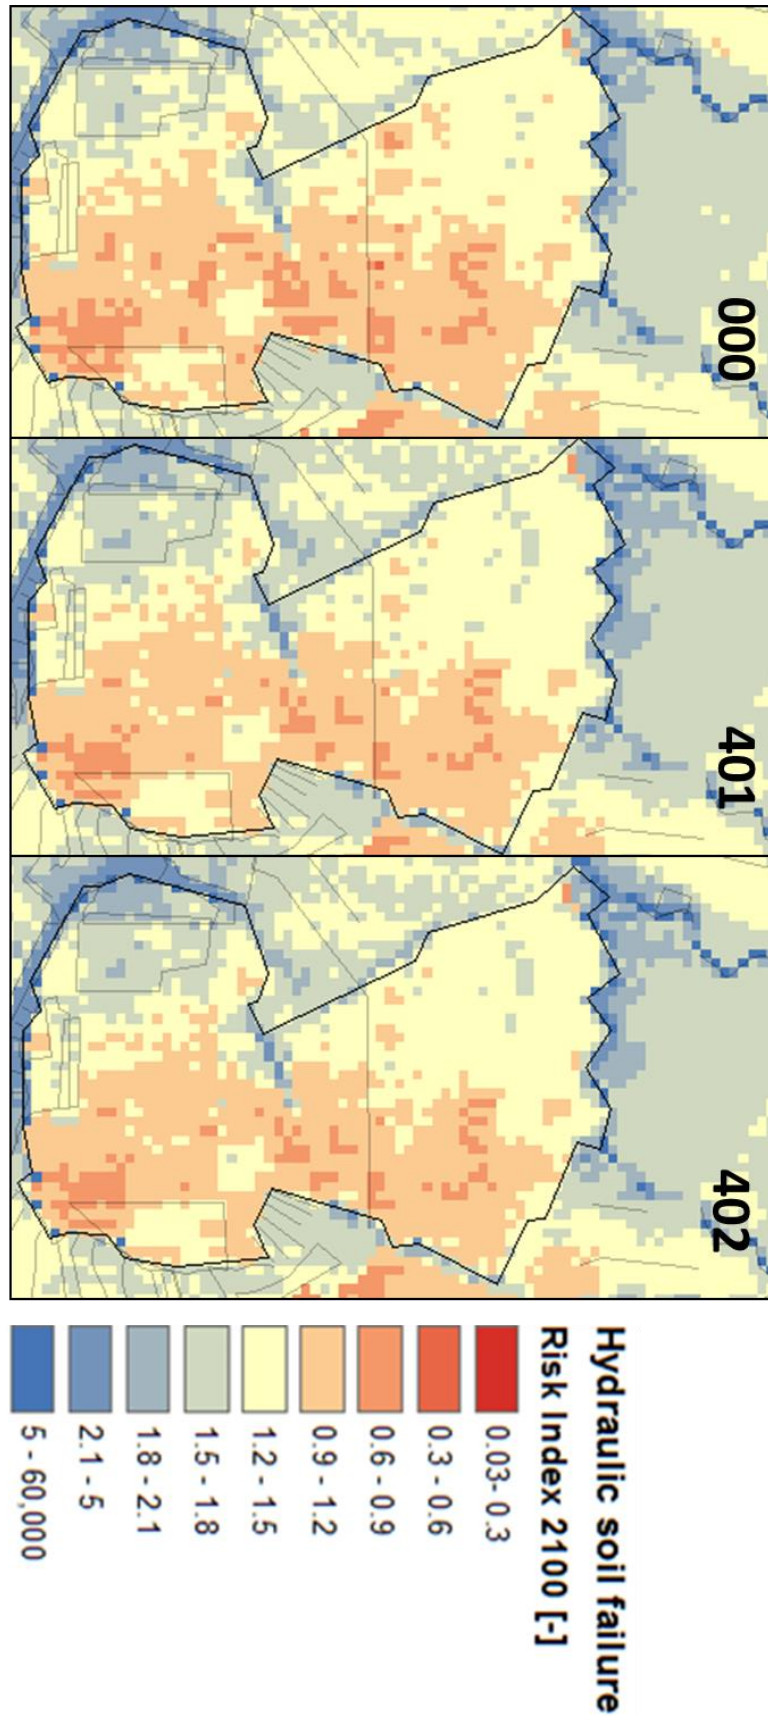 000
401
402
Hydraulic soil failure
Risk Index 2100 [-]
0.03- 0.3
0.3 - 0.6
0.6 - 0.9
0.9 - 1.2
1.2 - 1.5
1.5 - 1.8
1.8 - 2.1
2.1 - 5
5 - 60,000